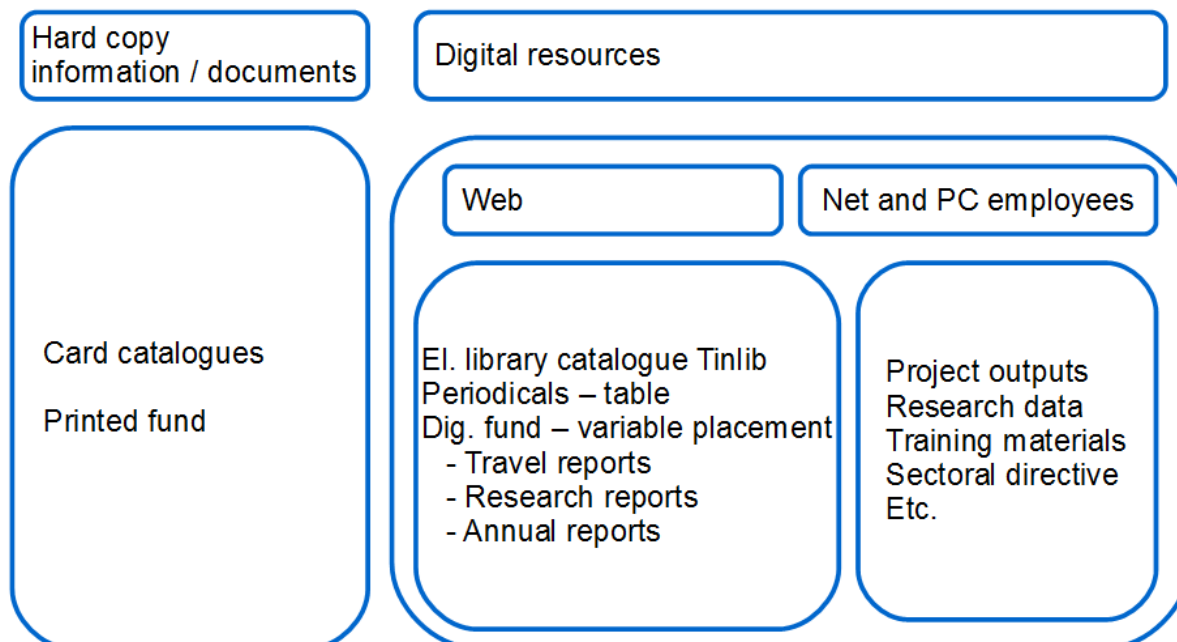 Hard copy
information / documents
Digital resources
Card catalogues
Printed fund
Web
Net and PC employees
El. library catalogue Tinlib
Periodicals – table
Dig. fund – variable placement
- Travel reports
- Research reports
- Annual reports
Project outputs
Research data
Training materials
Sectoral directive
Etc.